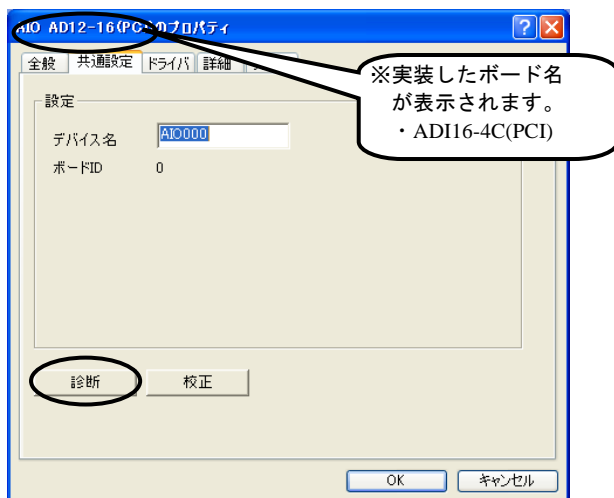 AIO AD12-16(PCI)のプロパティ
全般 共通設定 ドライバ 詳細
※実装したボード名
が表示されます。
・ADI16-4C(PCI)
設定
デバイス名 AIO000
ボードID 0
診断 校正
OK キャンセル